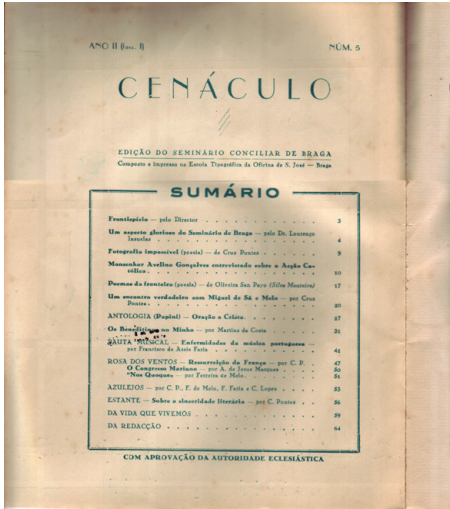 ANO II (Fasc. I) NÚM. 5
CENÁCULO
EDIÇÃO DO SEMINÁRIO CONCILIAR DE BRAGA
Composto e impresso na Escola Tipográfica da Oficina de S. José — Braga
SUMÁRIO
Frontispício — pelo Director . . . 3
Um aspecto glorioso do Seminário de Braga — pelo Dr. Lourenço
Insuelas . . . 4
Fotografia impossível (poesia) — de Cruz Pontes . . . 9
Monsenhor Avelino Gonçalves entrevistado sobre a Acção Ca-
tólica . . . 10
Poemas da fronteira (poesia) — de Oliveira San Payo (Silva Monteiro) 17
Um encontro verdadeiro com Miguel de Sá e Melo — por Cruz
Pontes . . . 20
ANTOLOGIA (Papini) — Oração a Cristo . . . 27
Os Beneditinos no Minho — por Martins da Costa . . . 31
PAUTA MUSICAL — Enfermidades da música portuguesa —
por Francisco de Assis Faria . . . 42
ROSA DOS VENTOS — Ressurreição da França — por C. P. . 47
O Congresso Mariano — por A. de Jesus Marques . . . 50
"Nos Quoque" — por Ferreira de Melo . . . 51
AZULEJOS — por C. P., F. de Melo, F. Faria e C. Lopes . . . 53
ESTANTE — Sobre a sinceridade literária — por C. Pontes . . . 56
DA VIDA QUE VIVEMOS . . . 59
DA REDACÇÃO . . . 64
COM APROVAÇÃO DA AUTORIDADE ECLESIÁSTICA